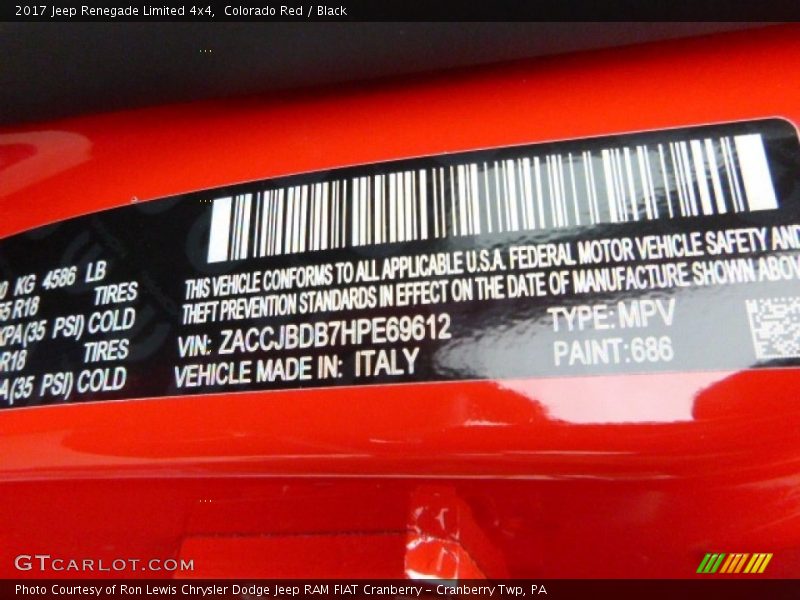 2017 Jeep Renegade Limited 4x4, Colorado Red / Black
KG 4586 LB
R18 TIRES
(35 PSI) COLD
R18 TIRES
(35 PSI) COLD
THIS VEHICLE CONFORMS TO ALL APPLICABLE U.S.A. FEDERAL MOTOR VEHICLE SAFETY AND
THEFT PREVENTION STANDARDS IN EFFECT ON THE DATE OF MANUFACTURE SHOWN ABOV
VIN: ZACCJBDB7HPE69612
TYPE: MPV
VEHICLE MADE IN: ITALY
PAINT: 686
GTCARLOT.COM
Photo Courtesy of Ron Lewis Chrysler Dodge Jeep RAM FIAT Cranberry – Cranberry Twp, PA